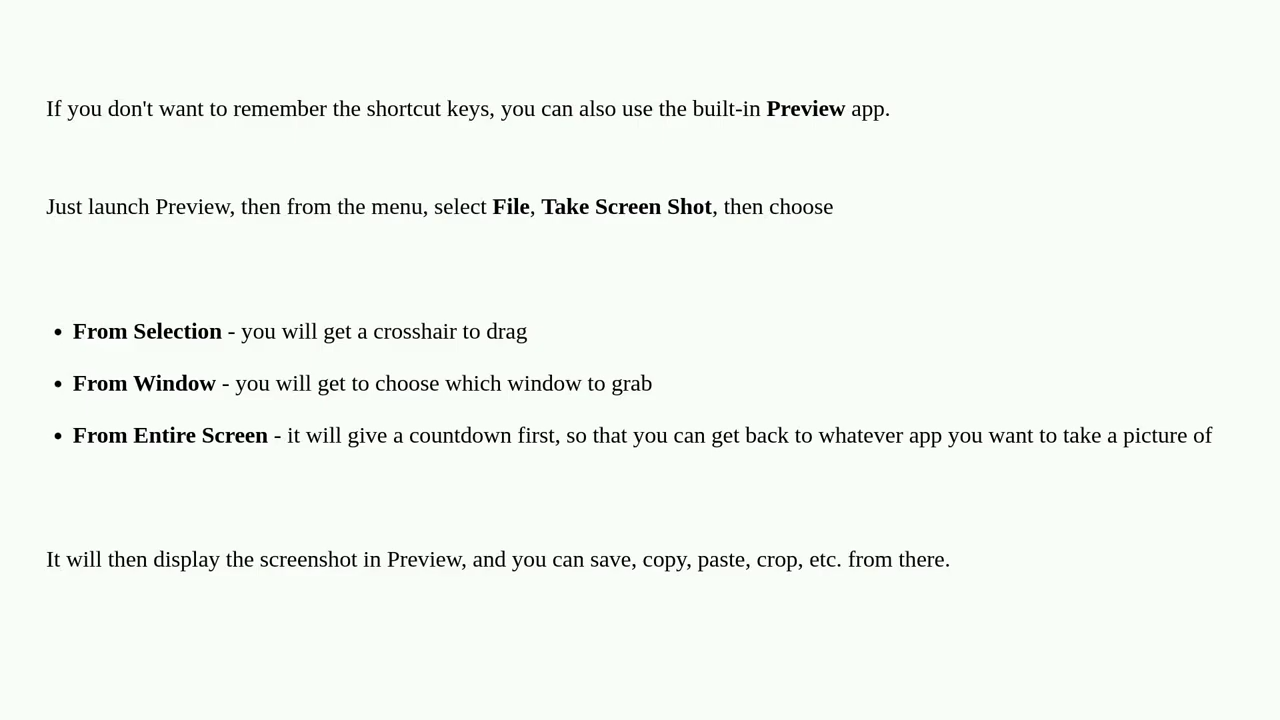 If you don't want to remember the shortcut keys, you can also use the built-in Preview app.
Just launch Preview, then from the menu, select File, Take Screen Shot, then choose
• From Selection - you will get a crosshair to drag
• From Window - you will get to choose which window to grab
• From Entire Screen - it will give a countdown first, so that you can get back to whatever app you want to take a picture of
It will then display the screenshot in Preview, and you can save, copy, paste, crop, etc. from there.